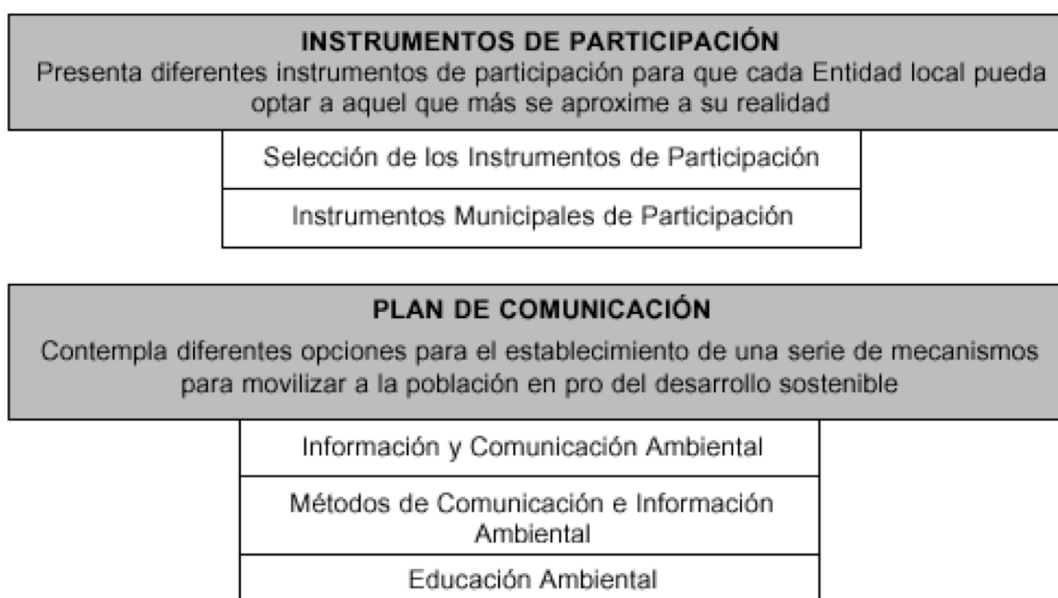 INSTRUMENTOS DE PARTICIPACIÓN
Presenta diferentes instrumentos de participación para que cada Entidad local pueda
optar a aquel que más se aproxime a su realidad
Selección de los Instrumentos de Participación
Instrumentos Municipales de Participación
PLAN DE COMUNICACIÓN
Contempla diferentes opciones para el establecimiento de una serie de mecanismos
para movilizar a la población en pro del desarrollo sostenible
Información y Comunicación Ambiental
Métodos de Comunicación e Información
Ambiental
Educación Ambiental